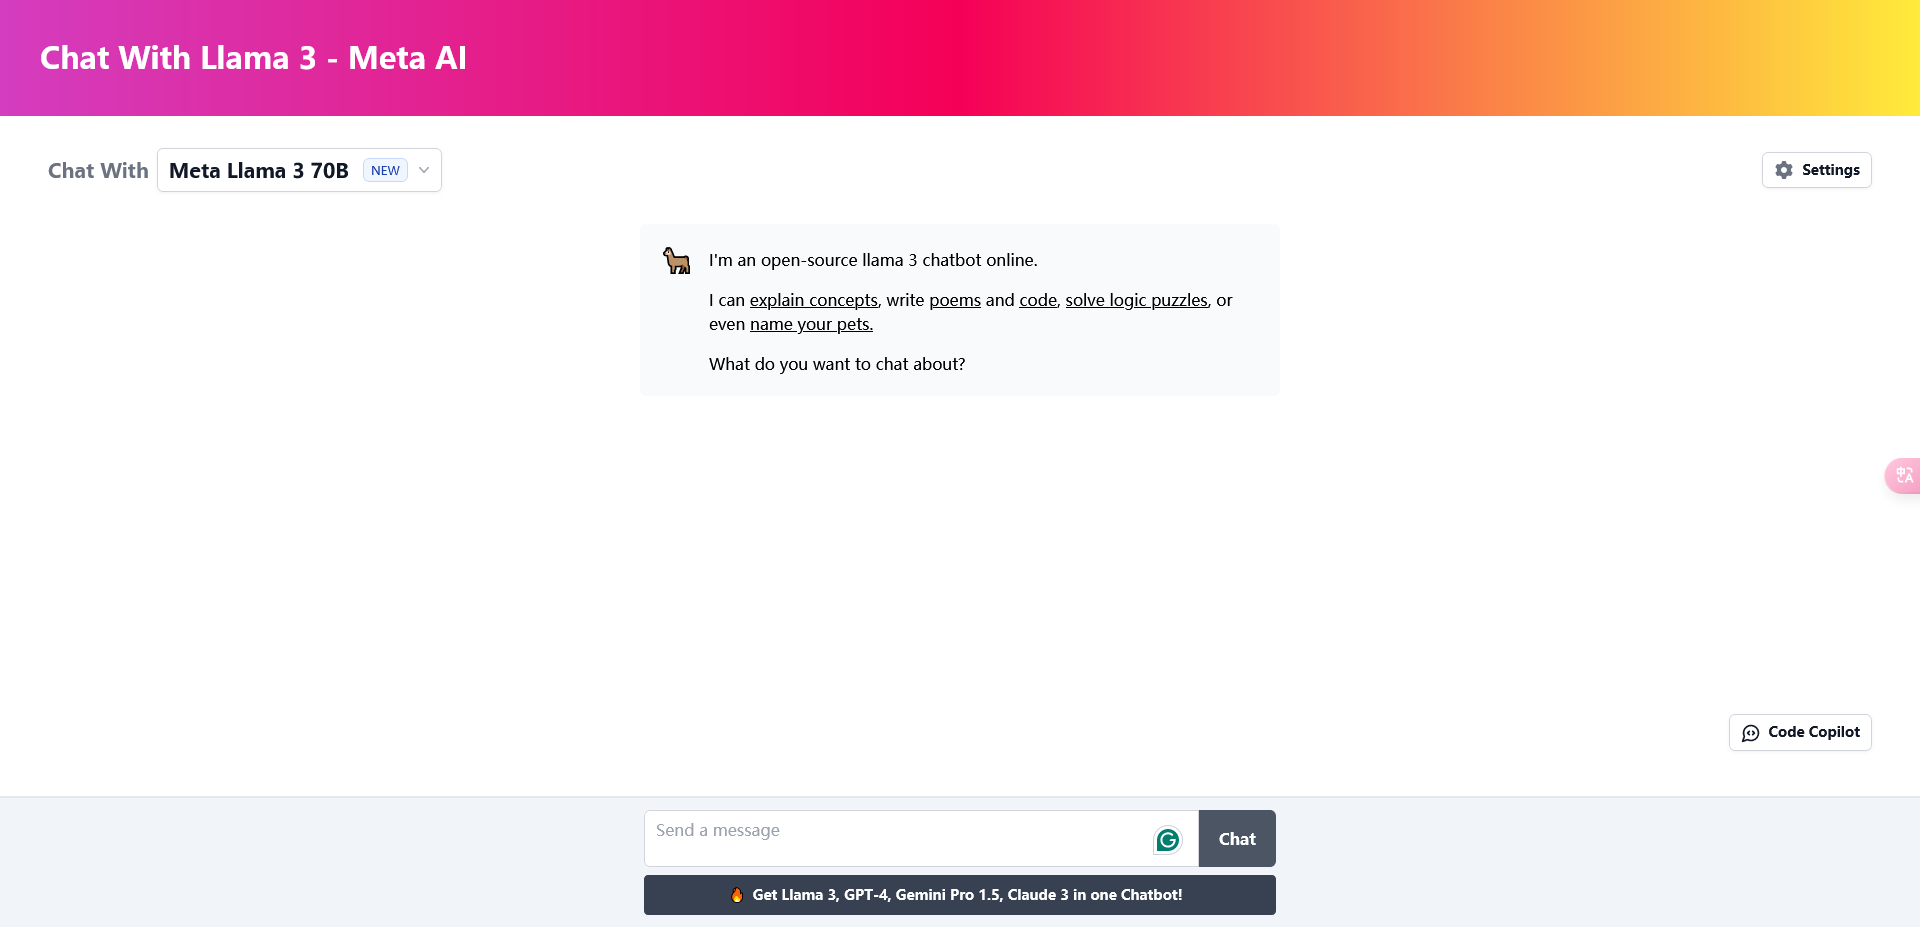 Chat With Llama 3 - Meta AI
Chat With Meta Llama 3 70B NEW
Settings
I'm an open-source llama 3 chatbot online.
I can explain concepts, write poems and code, solve logic puzzles, or
even name your pets.
What do you want to chat about?
Code Copilot
Send a message
Chat
🔥 Get Llama 3, GPT-4, Gemini Pro 1.5, Claude 3 in one Chatbot!